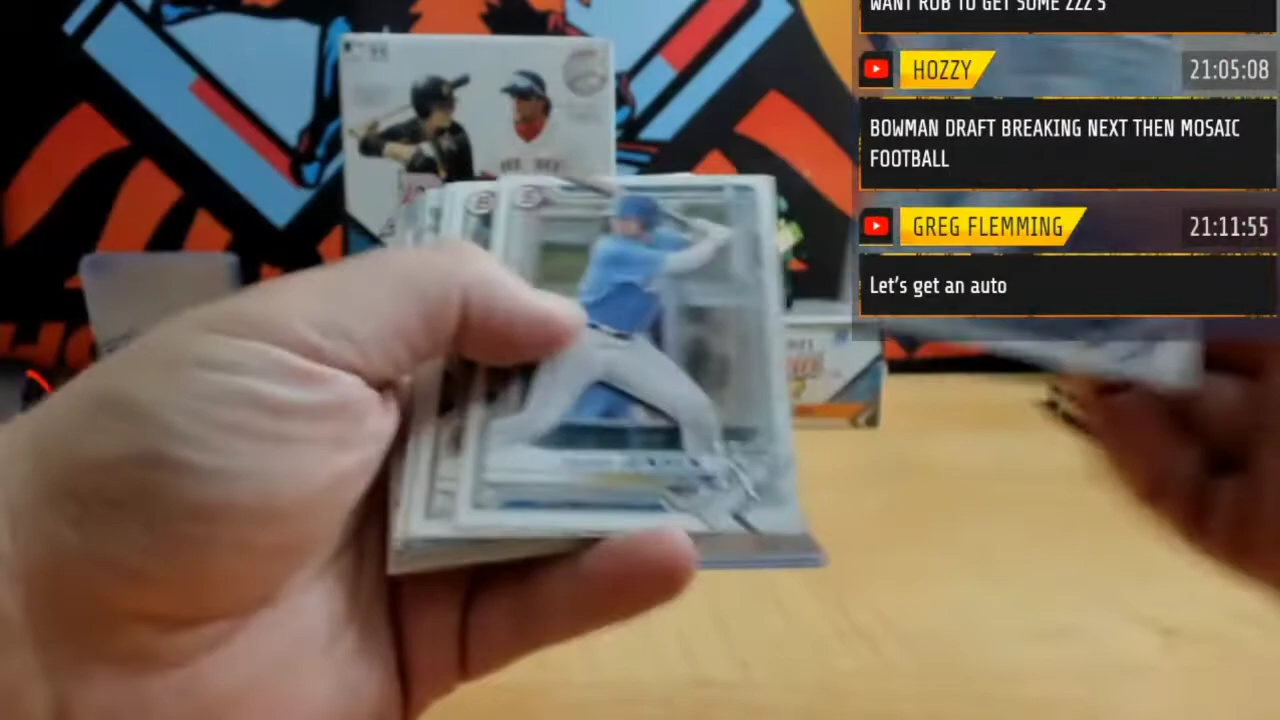 WANT ROB TO GET SOME ZZZ'S
HOZZY
21:05:08
BOWMAN DRAFT BREAKING NEXT THEN MOSAIC
FOOTBALL
GREG FLEMMING
21:11:55
Let's get an auto